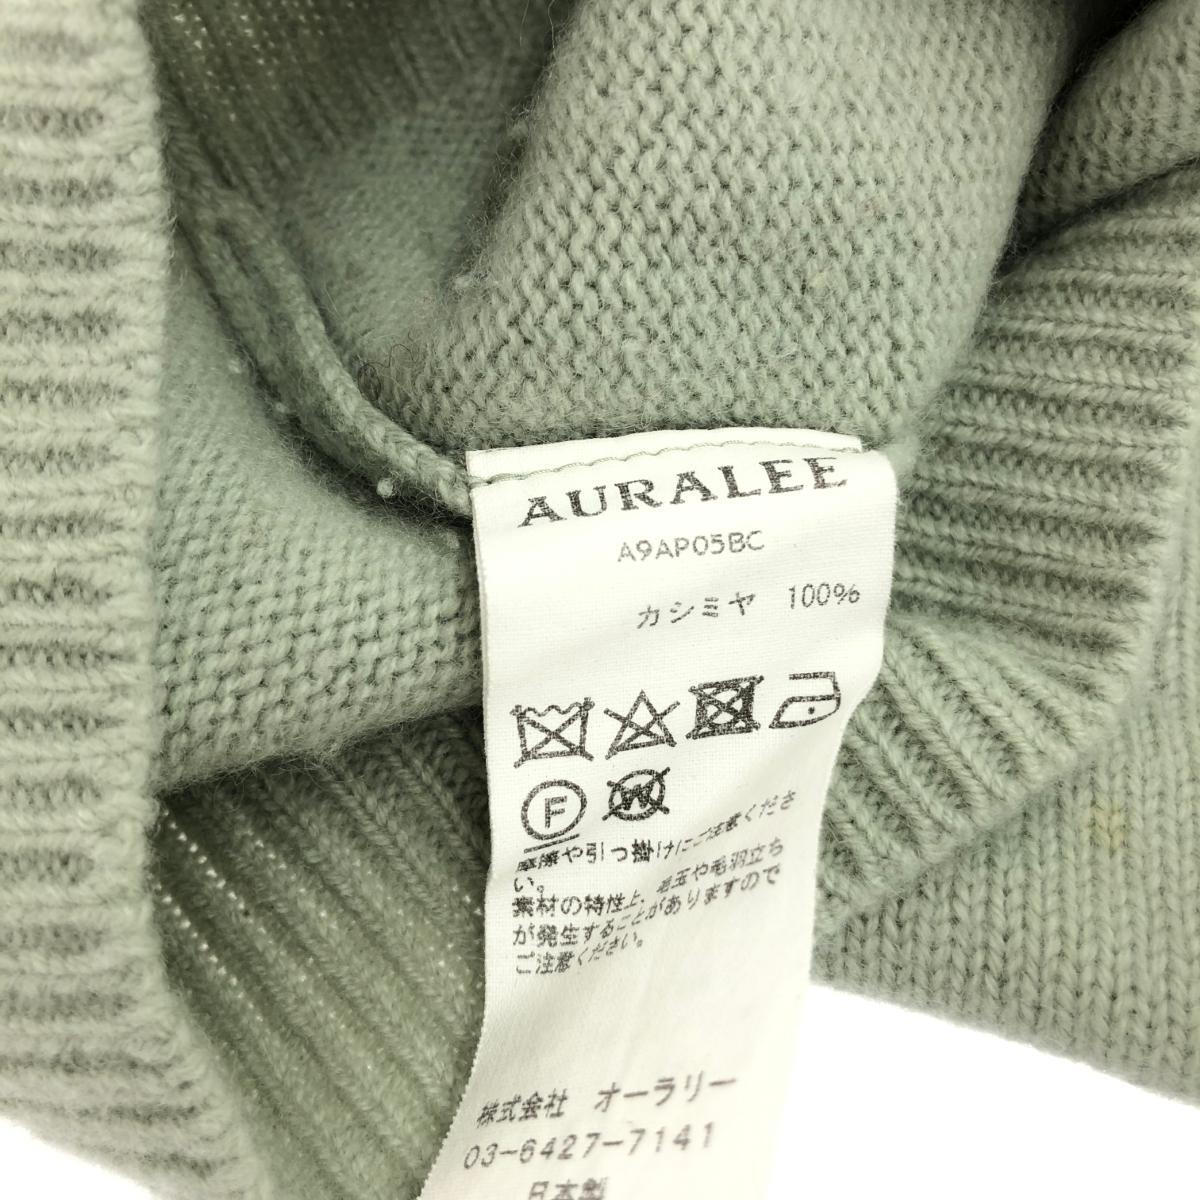 AURALEE
A9AP05BC
カシミヤ 100%
F
W
摩擦や引っ掛けにご注意くださ
い。
素材の特性上、毛玉や毛羽立ち
が発生することがありますので
ご注意ください。
株式会社 オーラリー
03-6427-7141
日本製